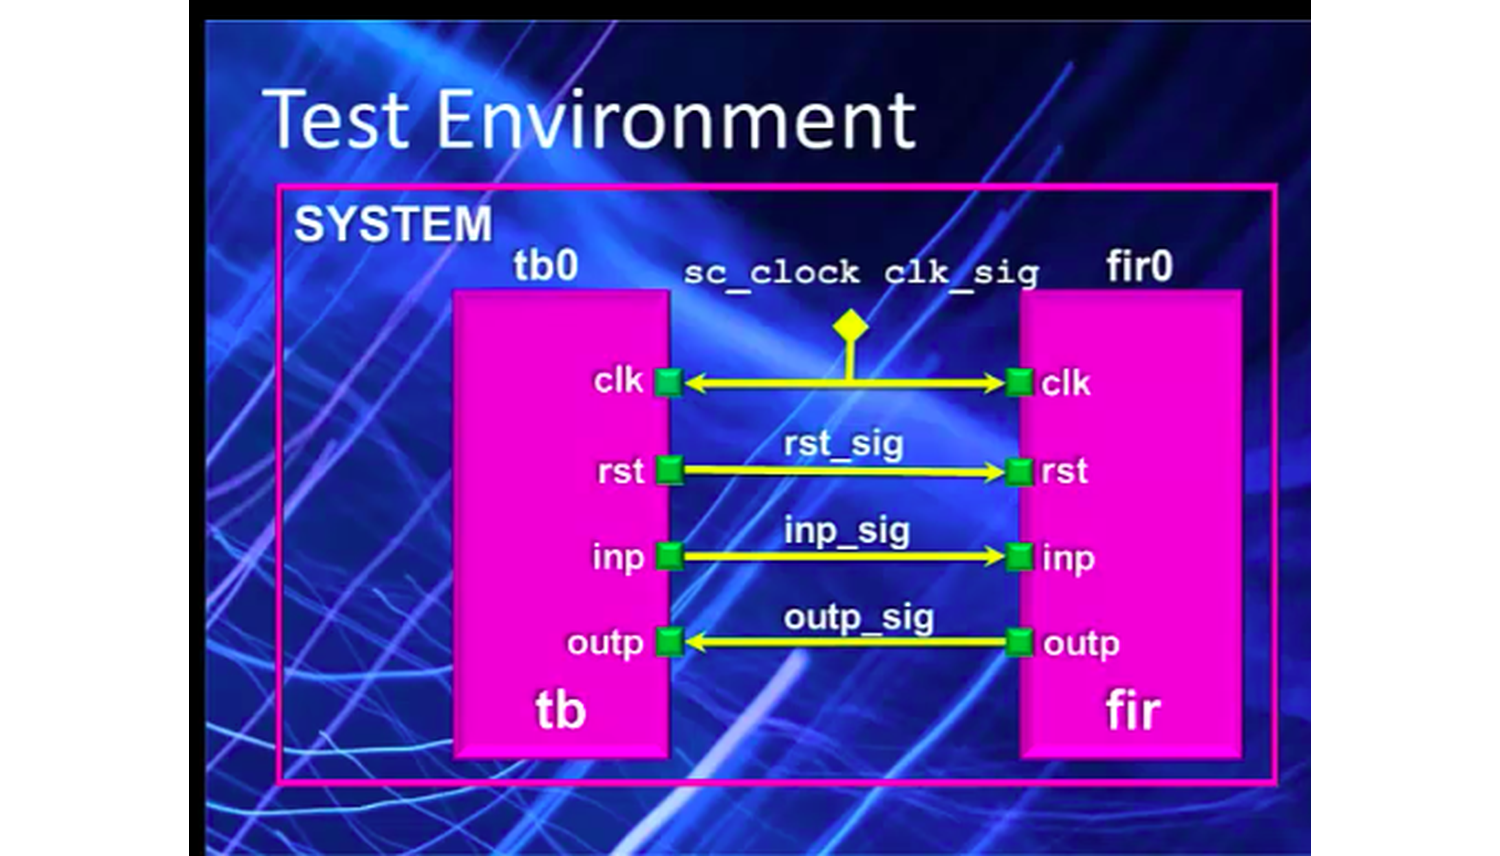 Test Environment
SYSTEM
tb0
sc_clock clk_sig
fir0
clk
clk
rst
rst_sig
rst
inp
inp_sig
inp
outp
outp_sig
outp
tb
fir